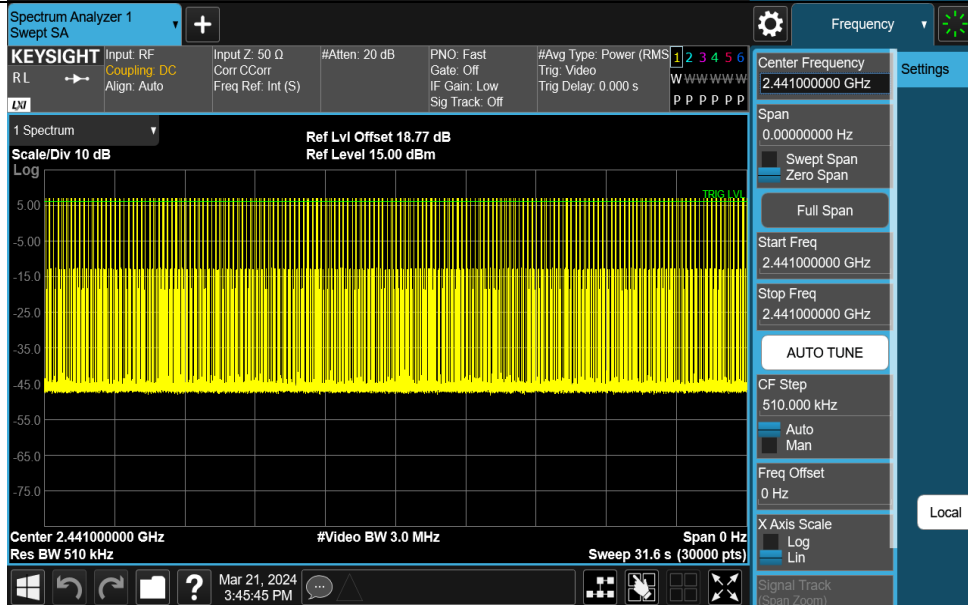 Spectrum Analyzer 1
Swept SA
+
Frequency
KEYSIGHT
RL
LXI
Input: RF
Coupling: DC
Align: Auto
Input Z: 50 Ω
Corr CCorr
Freq Ref: Int (S)
#Atten: 20 dB
PNO: Fast
Gate: Off
IF Gain: Low
Sig Track: Off
#Avg Type: Power (RMS
Trig: Video
Trig Delay: 0.000 s
1 2 3 4 5 6
W W W W W W
P P P P P P
1 Spectrum
Scale/Div 10 dB
Log
Ref Lvl Offset 18.77 dB
Ref Level 15.00 dBm
TRIG LVL
5.00
-5.00
-15.0
-25.0
-35.0
-45.0
-55.0
-65.0
-75.0
Center 2.441000000 GHz
#Video BW 3.0 MHz
Span 0 Hz
Res BW 510 kHz
Sweep 31.6 s (30000 pts)
Center Frequency
2.441000000 GHz
Settings
Span
0.00000000 Hz
Swept Span
Zero Span
Full Span
Start Freq
2.441000000 GHz
Stop Freq
2.441000000 GHz
AUTO TUNE
CF Step
510.000 kHz
Auto
Man
Freq Offset
0 Hz
Local
X Axis Scale
Log
Lin
Signal Track
(Span Zoom)
?
Mar 21, 2024
3:45:45 PM